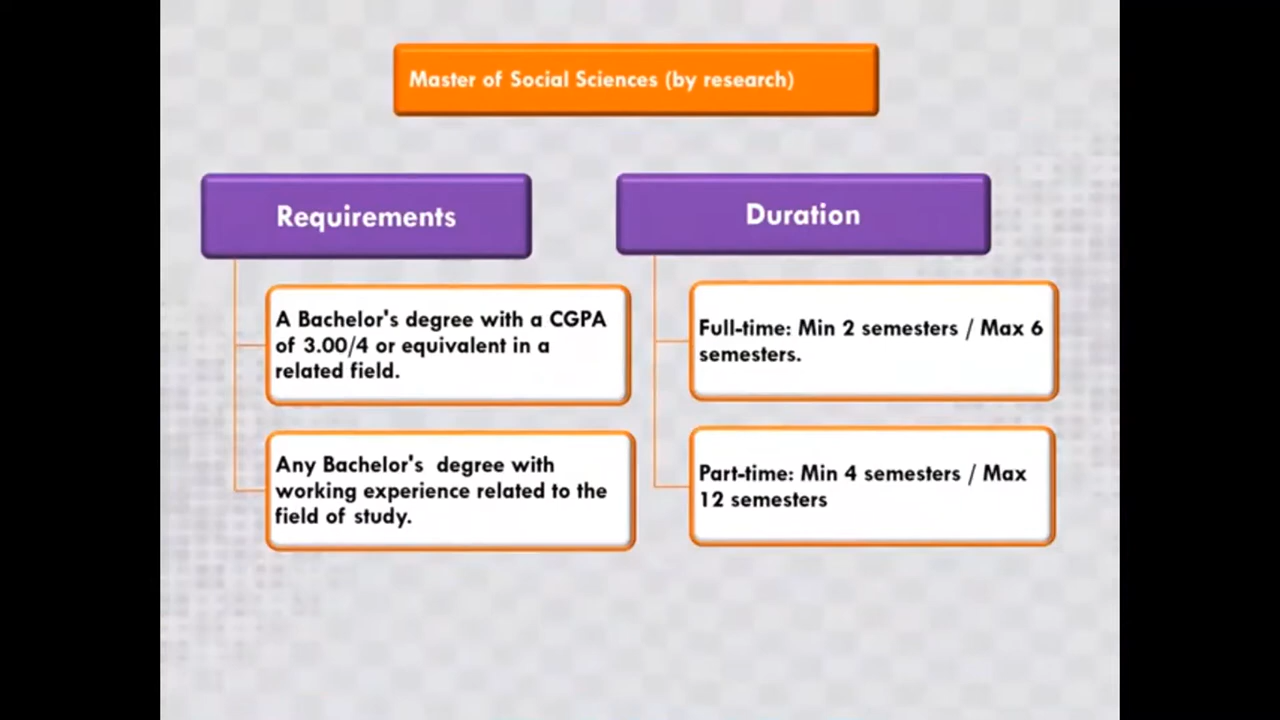 Master of Social Sciences (by research)
Requirements
A Bachelor's degree with a CGPA
of 3.00/4 or equivalent in a
related field.
Any Bachelor's  degree with
working experience related to the
field of study.
Duration
Full-time: Min 2 semesters / Max 6
semesters.
Part-time: Min 4 semesters / Max
12 semesters